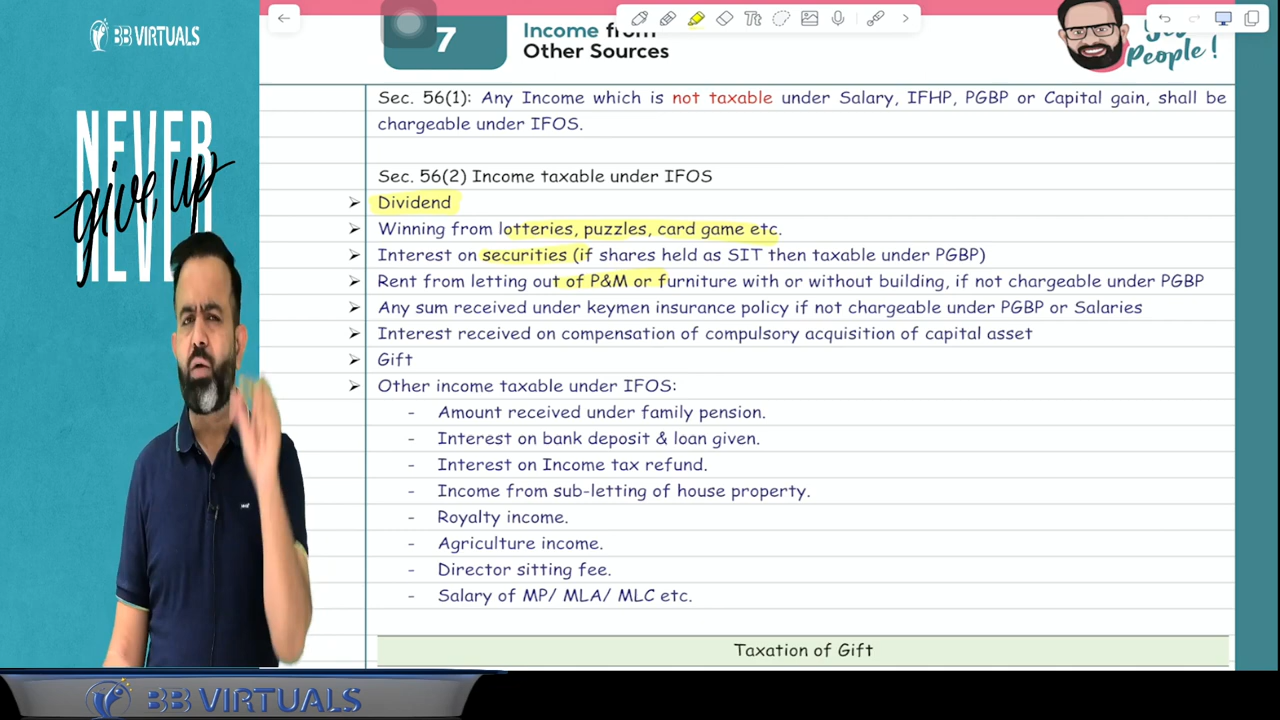 BB VIRTUALS
NEVER
give up
NEVER
7
Income from
Other Sources
People !
Sec. 56(1): Any Income which is not taxable under Salary, IFHP, PGBP or Capital gain, shall be
chargeable under IFOS.
Sec. 56(2) Income taxable under IFOS
➤ Dividend
➤ Winning from lotteries, puzzles, card game etc.
➤ Interest on securities (if shares held as SIT then taxable under PGBP)
➤ Rent from letting out of P&M or furniture with or without building, if not chargeable under PGBP
➤ Any sum received under keymen insurance policy if not chargeable under PGBP or Salaries
➤ Interest received on compensation of compulsory acquisition of capital asset
➤ Gift
➤ Other income taxable under IFOS:
- Amount received under family pension.
- Interest on bank deposit & loan given.
- Interest on Income tax refund.
- Income from sub-letting of house property.
- Royalty income.
- Agriculture income.
- Director sitting fee.
- Salary of MP/ MLA/ MLC etc.
Taxation of Gift
BB VIRTUALS